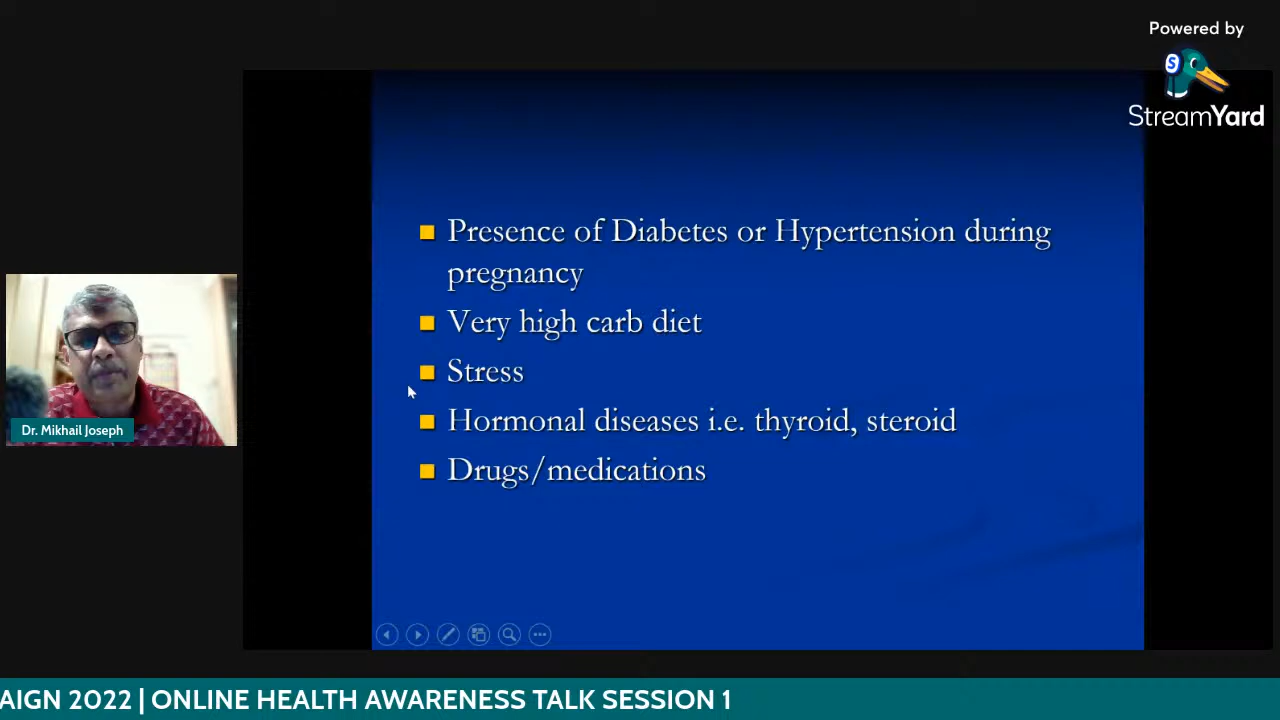 Powered by
StreamYard
Presence of Diabetes or Hypertension during
pregnancy
Very high carb diet
Stress
Hormonal diseases i.e. thyroid, steroid
Drugs/medications
Dr. Mikhail Joseph
AIGN 2022 | ONLINE HEALTH AWARENESS TALK SESSION 1